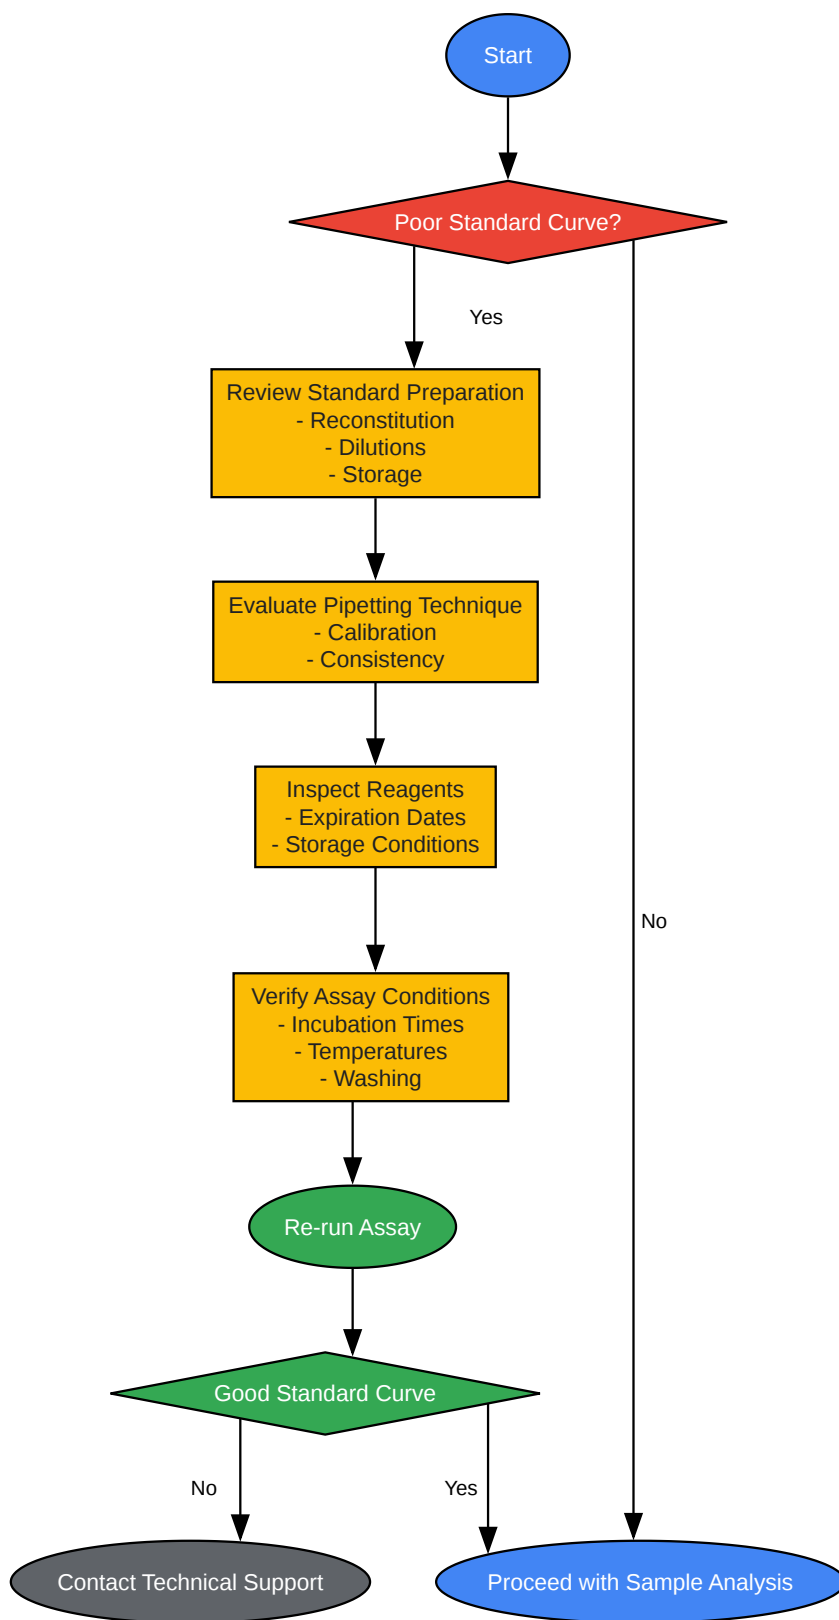 Start
Poor Standard Curve?
Yes
Review Standard Preparation
- Reconstitution
- Dilutions
- Storage
Evaluate Pipetting Technique
- Calibration
- Consistency
Inspect Reagents
- Expiration Dates
- Storage Conditions
No
Verify Assay Conditions
- Incubation Times
- Temperatures
- Washing
Re-run Assay
Good Standard Curve
No
Yes
Contact Technical Support
Proceed with Sample Analysis